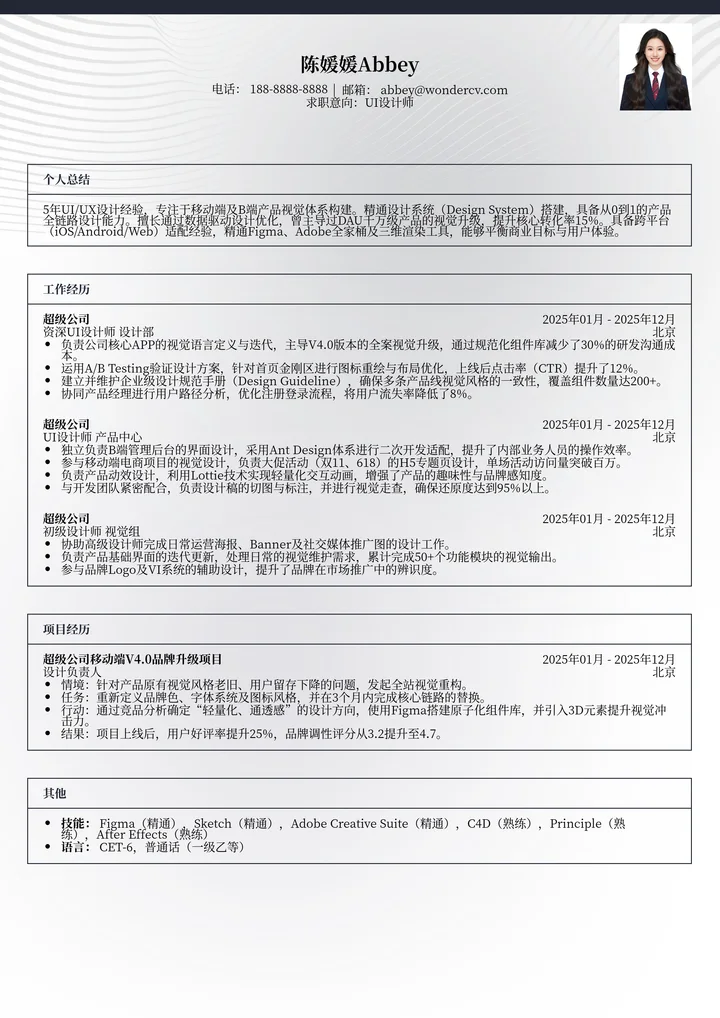 陈媛媛Abbey
电话： 188-8888-8888 | 邮箱： abbey@wondercv.com
求职意向：UI设计师
个人总结
5年UI/UX设计经验，专注于移动端及B端产品视觉体系构建。精通设计系统（Design System）搭建，具备从0到1的产品
全链路设计能力。擅长通过数据驱动设计优化，曾主导过DAU千万级产品的视觉升级，提升核心转化率15%。具备跨平台
（iOS/Android/Web）适配经验，精通Figma、Adobe全家桶及三维渲染工具，能够平衡商业目标与用户体验。
工作经历
超级公司 2025年01月 - 2025年12月
资深UI设计师 设计部 北京
• 负责公司核心APP的视觉语言定义与迭代，主导V4.0版本的全案视觉升级，通过规范化组件库减少了30%的研发沟通成
本。
• 运用A/B Testing验证设计方案，针对首页金刚区进行图标重绘与布局优化，上线后点击率（CTR）提升了12%。
• 建立并维护企业级设计规范手册（Design Guideline），确保多条产品线视觉风格的一致性，覆盖组件数量达200+。
• 协同产品经理进行用户路径分析，优化注册登录流程，将用户流失率降低了8%。
超级公司 2025年01月 - 2025年12月
UI设计师 产品中心 北京
• 独立负责B端管理后台的界面设计，采用Ant Design体系进行二次开发适配，提升了内部业务人员的操作效率。
• 参与移动端电商项目的视觉设计，负责大促活动（双11、618）的H5专题页设计，单场活动访问量突破百万。
• 负责产品动效设计，利用Lottie技术实现轻量化交互动画，增强了产品的趣味性与品牌感知度。
• 与开发团队紧密配合，负责设计稿的切图与标注，并进行视觉走查，确保还原度达到95%以上。
超级公司 2025年01月 - 2025年12月
初级设计师 视觉组 北京
• 协助高级设计师完成日常运营海报、Banner及社交媒体推广图的设计工作。
• 负责产品基础界面的迭代更新，处理日常的视觉维护需求，累计完成50+个功能模块的视觉输出。
• 参与品牌Logo及VI系统的辅助设计，提升了品牌在市场推广中的辨识度。
项目经历
超级公司移动端V4.0品牌升级项目 2025年01月 - 2025年12月
设计负责人 北京
• 情境：针对产品原有视觉风格老旧、用户留存下降的问题，发起全站视觉重构。
• 任务：重新定义品牌色、字体系统及图标风格，并在3个月内完成核心链路的替换。
• 行动：通过竞品分析确定“轻量化、通透感”的设计方向，使用Figma搭建原子化组件库，并引入3D元素提升视觉冲
击力。
• 结果：项目上线后，用户好评率提升25%，品牌调性评分从3.2提升至4.7。
其他
• 技能： Figma（精通），Sketch（精通），Adobe Creative Suite（精通），C4D（熟练），Principle（熟
练），After Effects（熟练）
• 语言： CET-6，普通话（一级乙等）